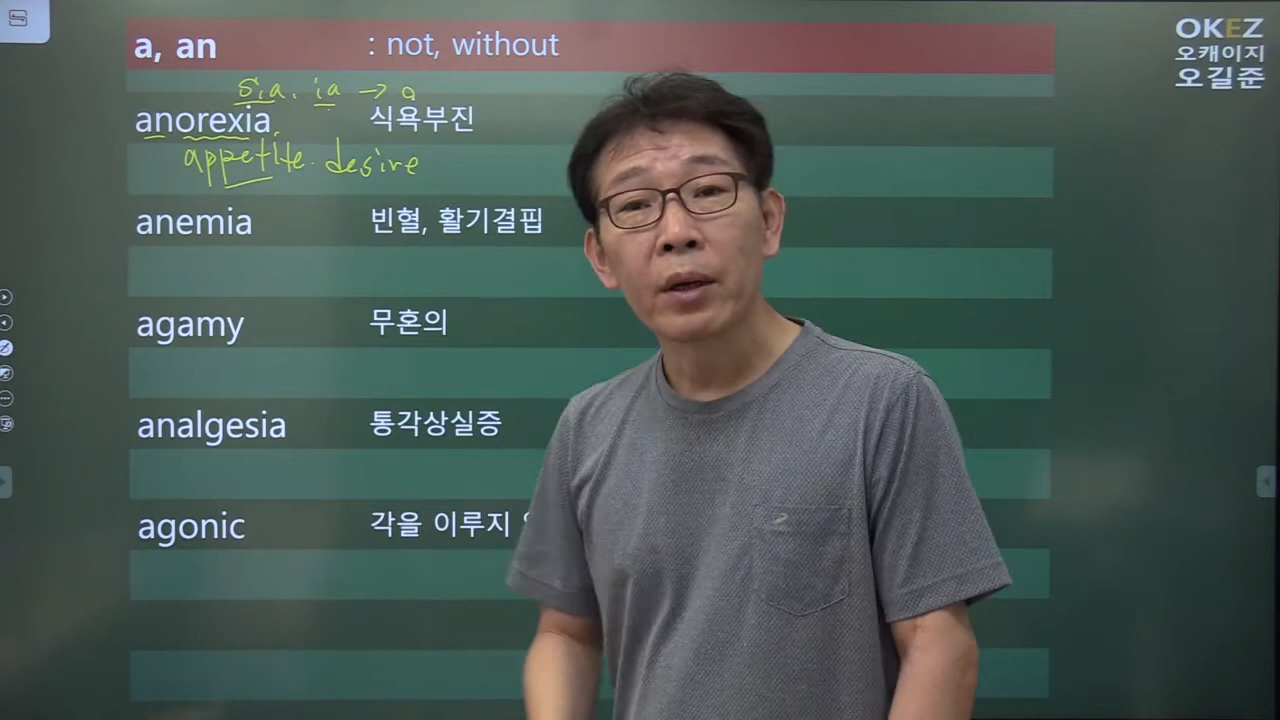 a, an : not, without
sia. ia →
anorexia 식욕부진
appetite. desire
anemia 빈혈, 활기결핍
agamy 무혼의
analgesia 통각상실증
agonic 각을 이루지
OKEZ
오캐이지
오길준